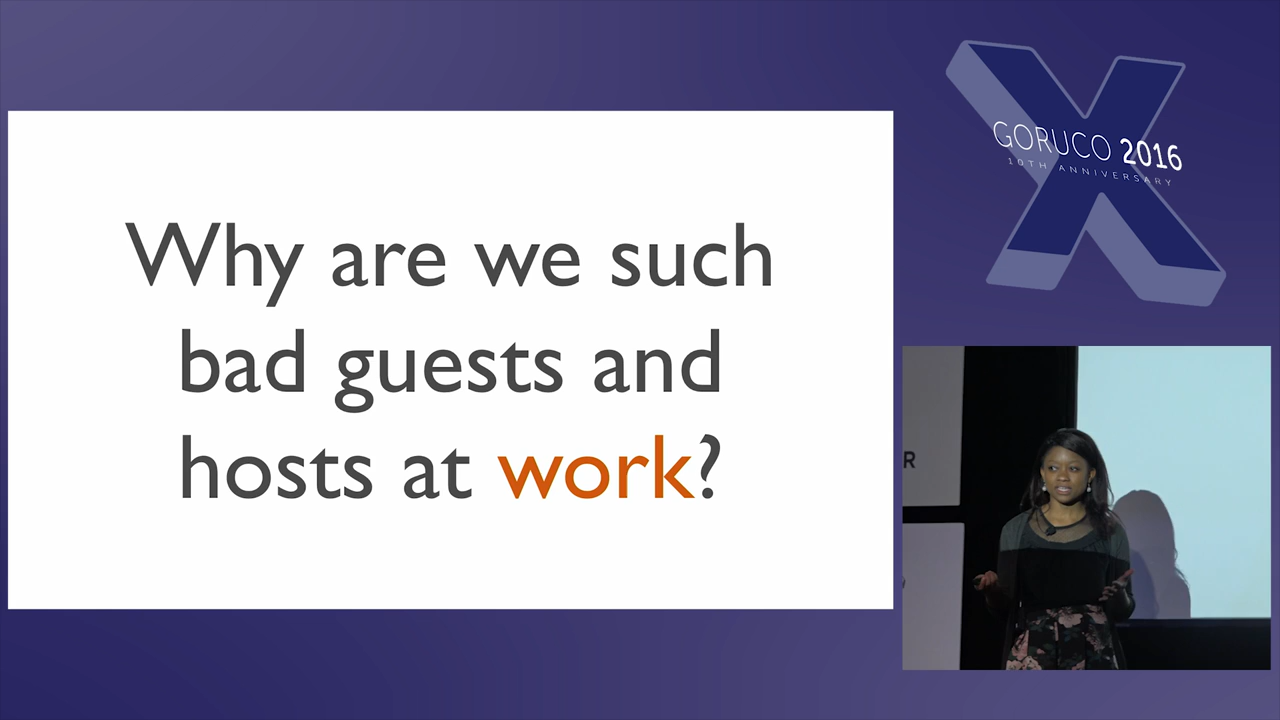 Why are we such
bad guests and
hosts at work?
GORUCO 2016
10TH ANNIVERSARY
R